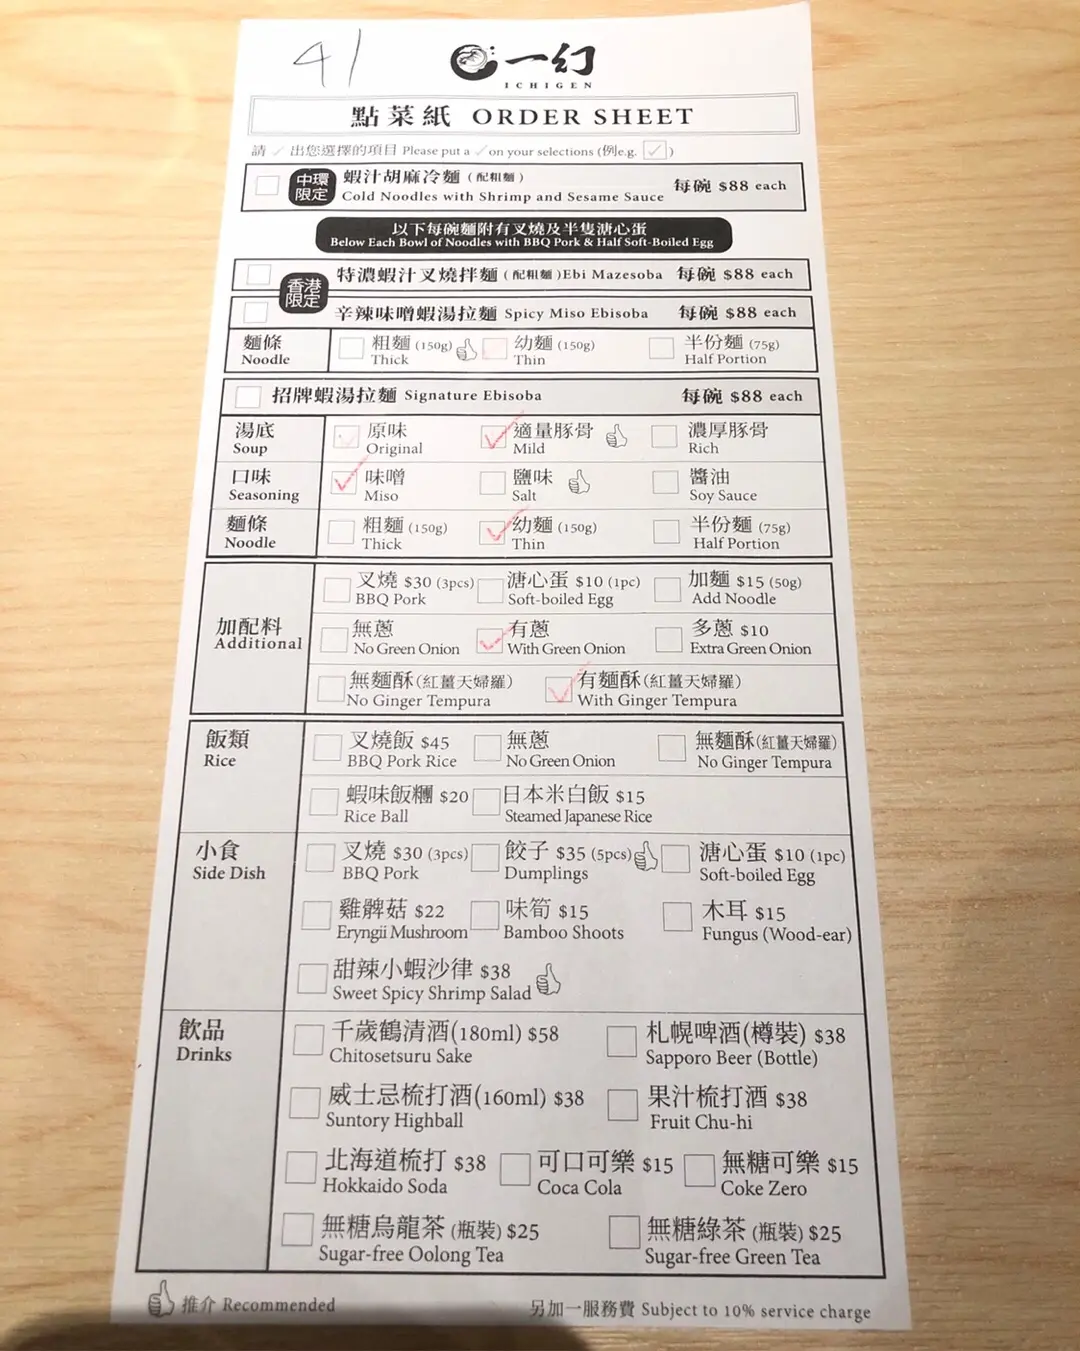 41
一幻
ICHIGEN
點菜紙 ORDER SHEET
請 ✓ 出您選擇的項目 Please put a ✓ on your selections (例e.g. ✓ )
中環限定 蝦汁胡麻冷麵 (配粗麵) 每碗 $88 each
Cold Noodles with Shrimp and Sesame Sauce
以下每碗麵附有叉燒及半隻溏心蛋
Below Each Bowl of Noodles with BBQ Pork & Half Soft-Boiled Egg
香港限定
特濃蝦汁叉燒拌麵 (配粗麵) Ebi Mazesoba 每碗 $88 each
辛辣味噌蝦湯拉麵 Spicy Miso Ebisoba 每碗 $88 each
麵條 粗麵 (150g) 幼麵 (150g) 半份麵 (75g)
Noodle Thick Thin Half Portion
招牌蝦湯拉麵 Signature Ebisoba 每碗 $88 each
湯底 原味 適量豚骨 濃厚豚骨
Soup Original Mild Rich
口味 味噌 鹽味 醬油
Seasoning Miso Salt Soy Sauce
麵條 粗麵 (150g) 幼麵 (150g) 半份麵 (75g)
Noodle Thick Thin Half Portion
叉燒 $30 (3pcs) 溏心蛋 $10 (1pc) 加麵 $15 (50g)
BBQ Pork Soft-boiled Egg Add Noodle
加配料 無蔥 有蔥 多蔥 $10
Additional No Green Onion With Green Onion Extra Green Onion
無麵酥 (紅薑天婦羅) 有麵酥 (紅薑天婦羅)
No Ginger Tempura With Ginger Tempura
飯類 叉燒飯 $45 無蔥 無麵酥 (紅薑天婦羅)
Rice BBQ Pork Rice No Green Onion No Ginger Tempura
蝦味飯糰 $20 日本米白飯 $15
Rice Ball Steamed Japanese Rice
小食 叉燒 $30 (3pcs) 餃子 $35 (5pcs) 溏心蛋 $10 (1pc)
Side Dish BBQ Pork Dumplings Soft-boiled Egg
雞髀菇 $22 味筍 $15 木耳 $15
Eryngii Mushroom Bamboo Shoots Fungus (Wood-ear)
甜辣小蝦沙律 $38
Sweet Spicy Shrimp Salad
飲品 千歲鶴清酒(180ml) $58 札幌啤酒(樽裝) $38
Drinks Chitosetsuru Sake Sapporo Beer (Bottle)
威士忌梳打酒(160ml) $38 果汁梳打酒 $38
Suntory Highball Fruit Chu-hi
北海道梳打 $38 可口可樂 $15 無糖可樂 $15
Hokkaido Soda Coca Cola Coke Zero
無糖烏龍茶 (瓶裝) $25 無糖綠茶 (瓶裝) $25
Sugar-free Oolong Tea Sugar-free Green Tea
推介 Recommended 另加一服務費 Subject to 10% service charge